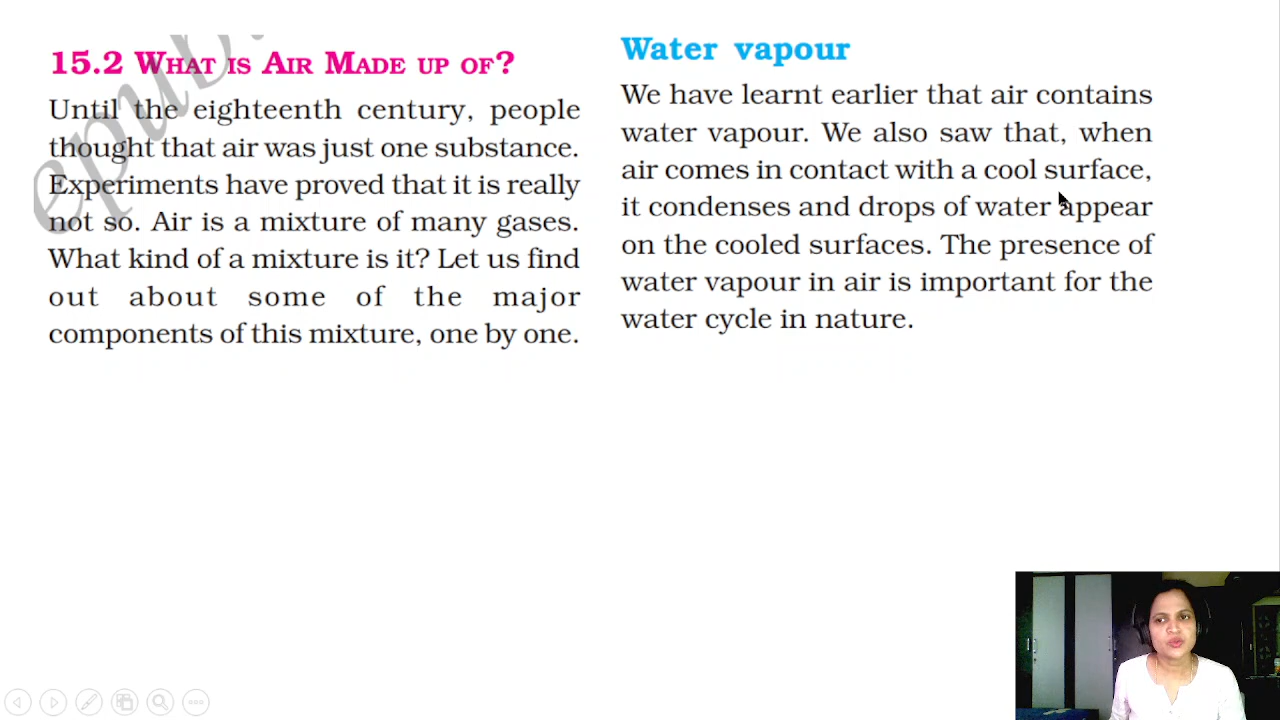 15.2 What is Air Made up of?
Until the eighteenth century, people
thought that air was just one substance.
Experiments have proved that it is really
not so. Air is a mixture of many gases.
What kind of a mixture is it? Let us find
out about some of the major
components of this mixture, one by one.
Water vapour
We have learnt earlier that air contains
water vapour. We also saw that, when
air comes in contact with a cool surface,
it condenses and drops of water appear
on the cooled surfaces. The presence of
water vapour in air is important for the
water cycle in nature.
epub